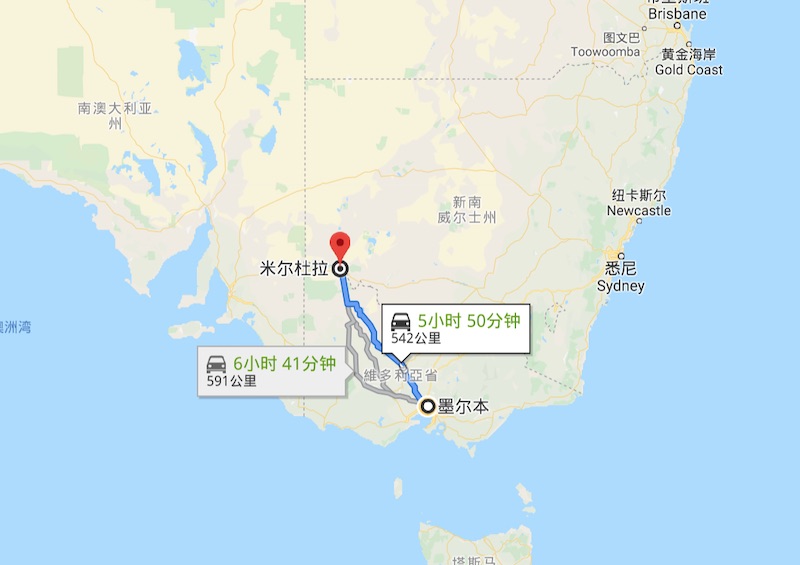 Brisbane
图文巴
Toowoomba
黄金海岸
Gold Coast
南澳大利亚
州
纽卡斯尔
Newcastle
新南
威尔士州
米尔杜拉
悉尼
Sydney
5小时 50分钟
542公里
澳洲湾
6小时 41分钟
591公里
維多利亞省
墨尔本
塔斯马